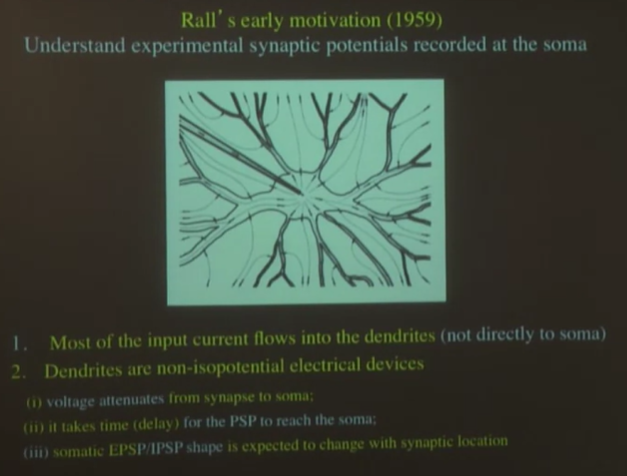 Rall's early motivation (1959)
Understand experimental synaptic potentials recorded at the soma
1. Most of the input current flows into the dendrites (not directly to soma)
2. Dendrites are non-isopotential electrical devices
(i) voltage attenuates from synapse to soma;
(ii) it takes time (delay) for the PSP to reach the soma;
(iii) somatic EPSP/IPSP shape is expected to change with synaptic location